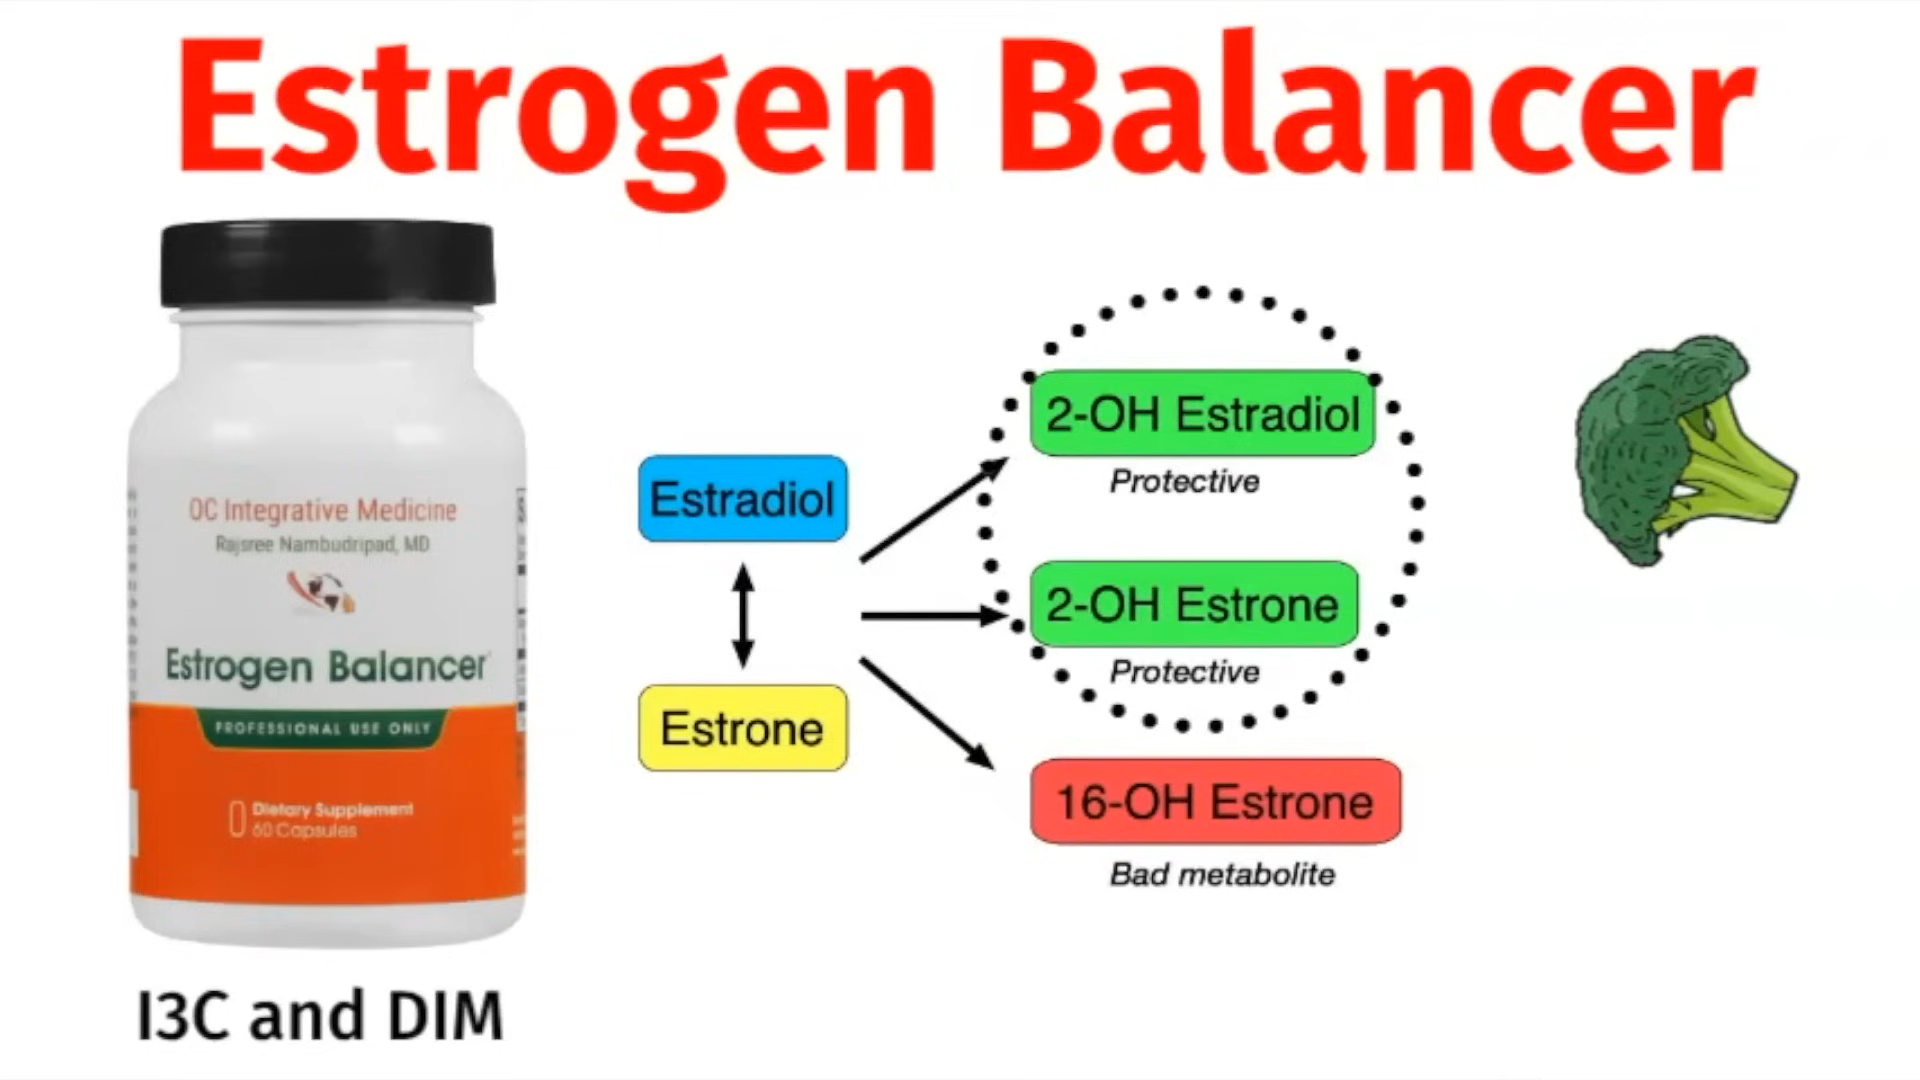 Estrogen Balancer
OC Integrative Medicine
Rajsree Nambudripad, MD
Estrogen Balancer
PROFESSIONAL USE ONLY
Dietary Supplement
60 Capsules
I3C and DIM
Estradiol
Estrone
2-OH Estradiol
Protective
2-OH Estrone
Protective
16-OH Estrone
Bad metabolite